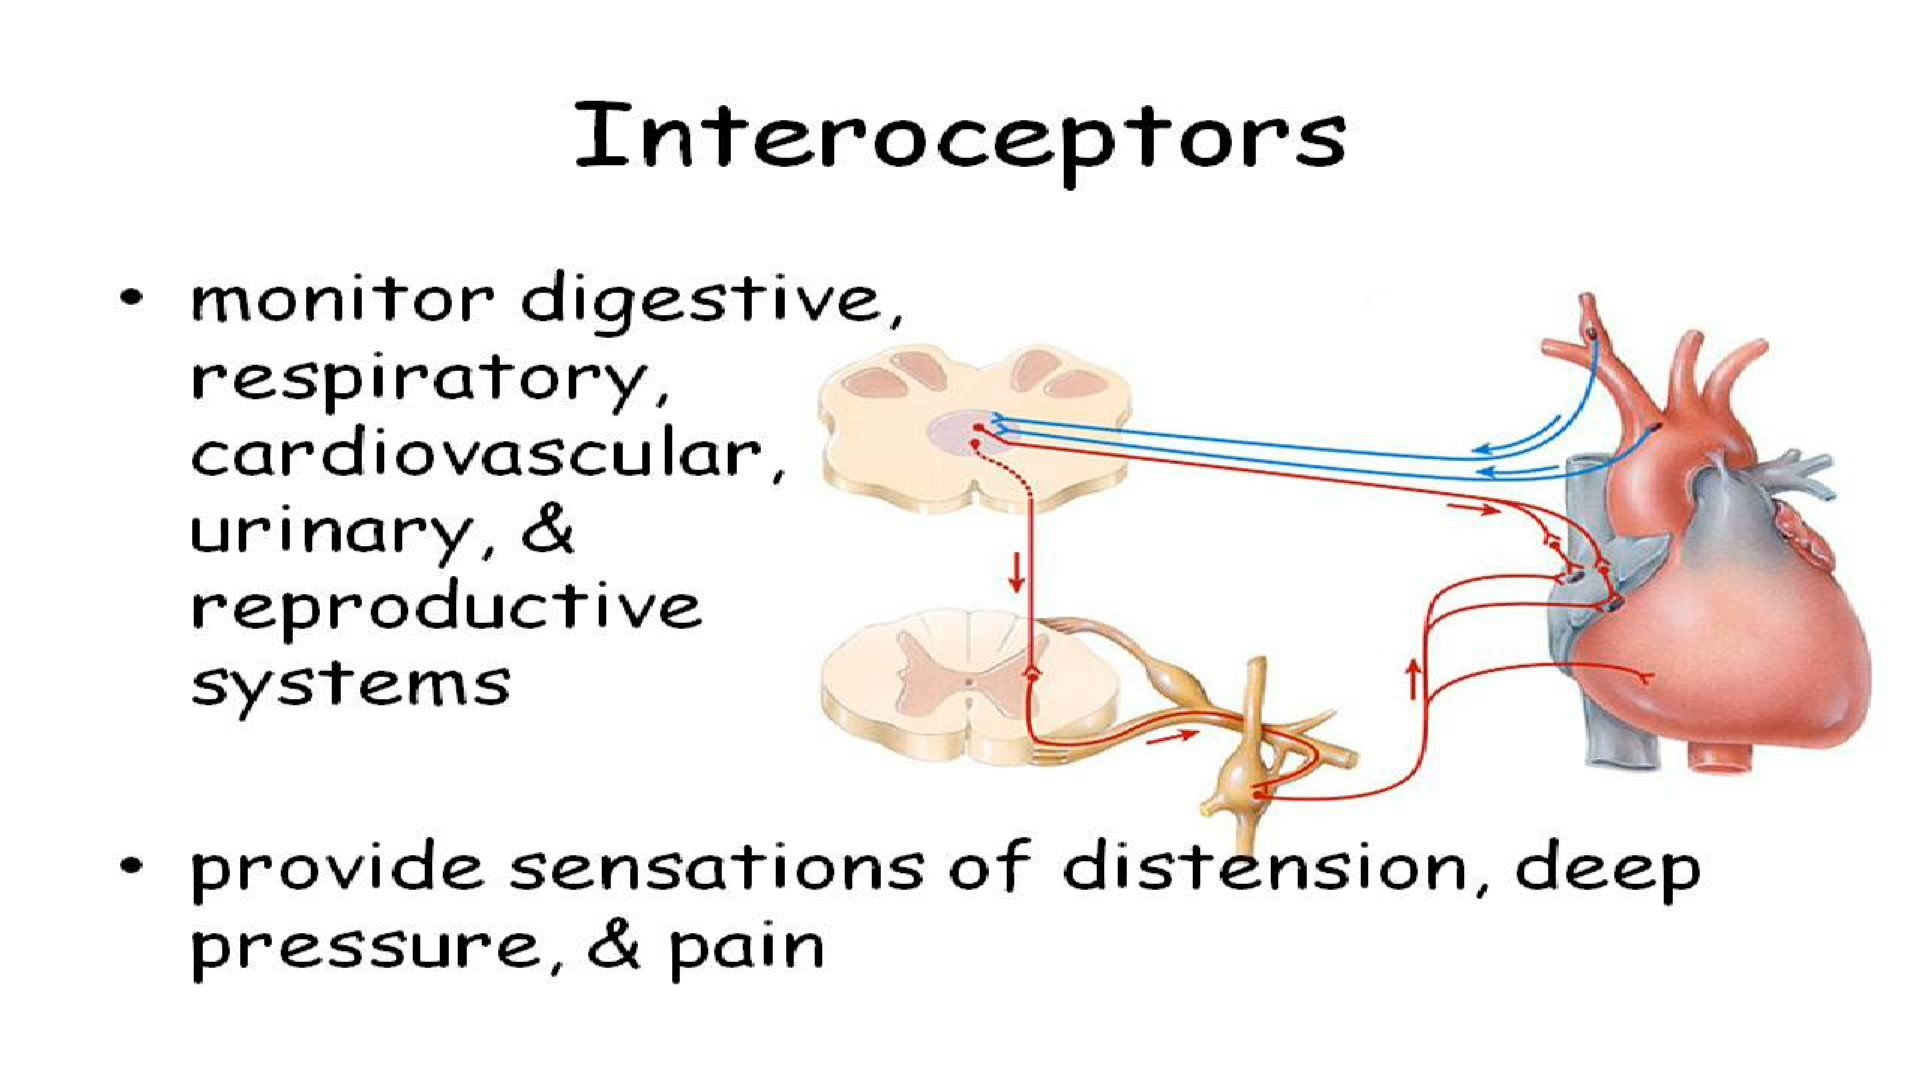 Interoceptors
• monitor digestive,
respiratory,
cardiovascular,
urinary, &
reproductive
systems
• provide sensations of distension, deep
pressure, & pain